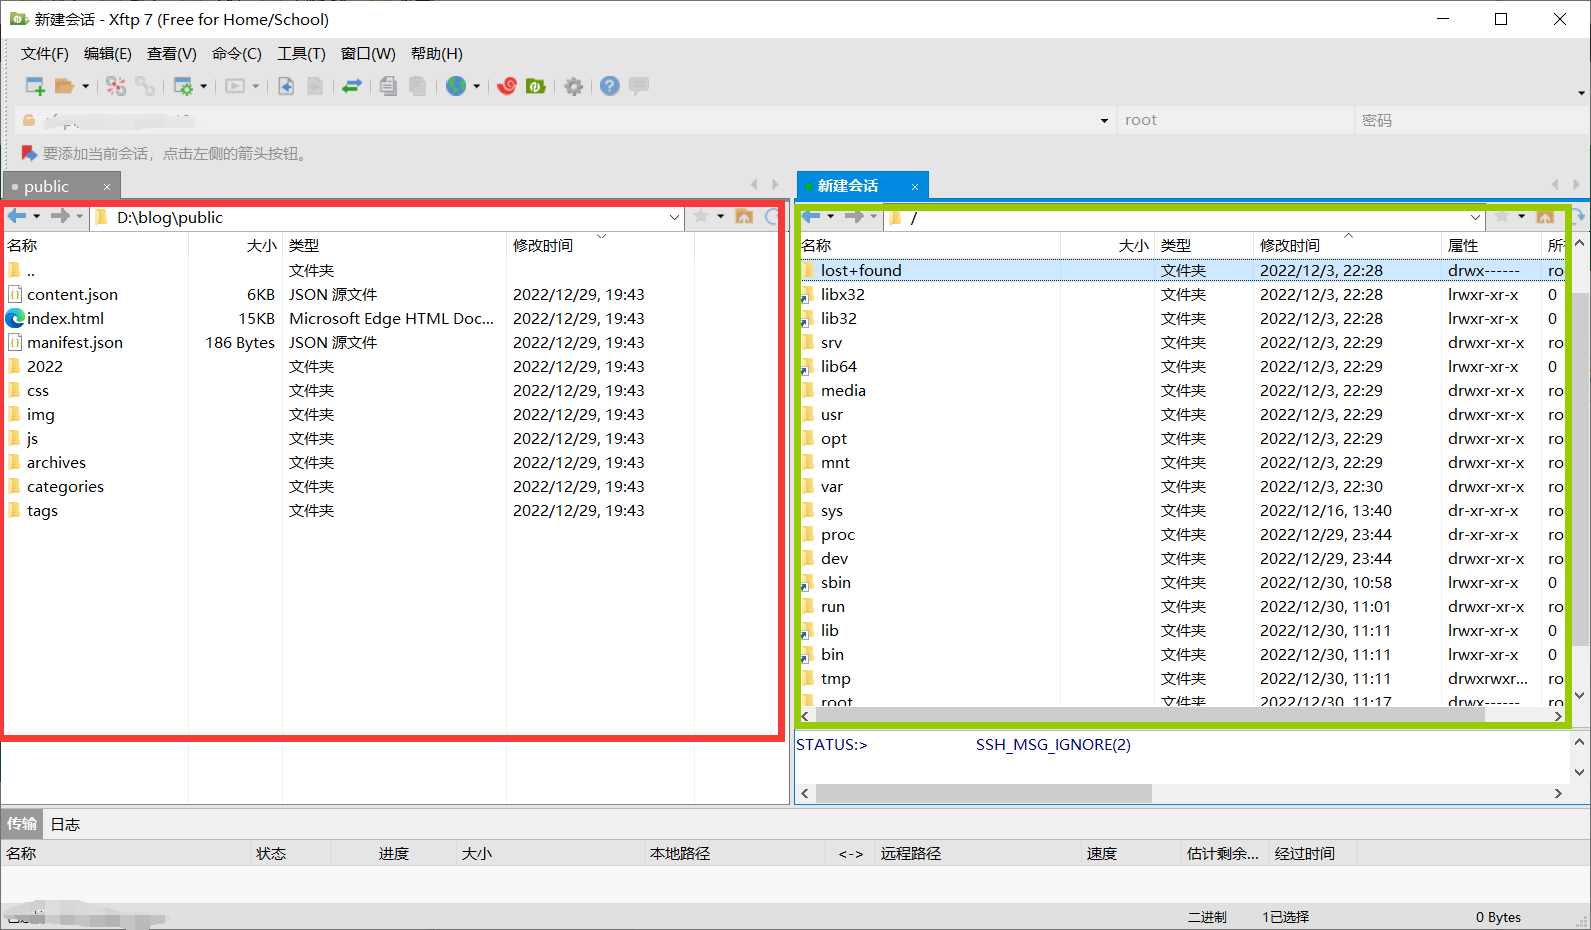 新建会话 - Xftp 7 (Free for Home/School)
文件(F) 编辑(E) 查看(V) 命令(C) 工具(T) 窗口(W) 帮助(H)
root 密码
要添加当前会话，点击左侧的箭头按钮。
public × 新建会话 ×
D:\blog\public
名称 大小 类型 修改时间
.. 文件夹
content.json 6KB JSON 源文件 2022/12/29, 19:43
index.html 15KB Microsoft Edge HTML Doc... 2022/12/29, 19:43
manifest.json 186 Bytes JSON 源文件 2022/12/29, 19:43
2022 文件夹 2022/12/29, 19:43
css 文件夹 2022/12/29, 19:43
img 文件夹 2022/12/29, 19:43
js 文件夹 2022/12/29, 19:43
archives 文件夹 2022/12/29, 19:43
categories 文件夹 2022/12/29, 19:43
tags 文件夹 2022/12/29, 19:43
/
名称 大小 类型 修改时间 属性 所
lost+found 文件夹 2022/12/3, 22:28 drwx------ ro
libx32 文件夹 2022/12/3, 22:28 lrwxr-xr-x 0
lib32 文件夹 2022/12/3, 22:28 lrwxr-xr-x 0
srv 文件夹 2022/12/3, 22:29 drwxr-xr-x ro
lib64 文件夹 2022/12/3, 22:29 lrwxr-xr-x 0
media 文件夹 2022/12/3, 22:29 drwxr-xr-x ro
usr 文件夹 2022/12/3, 22:29 drwxr-xr-x ro
opt 文件夹 2022/12/3, 22:29 drwxr-xr-x ro
mnt 文件夹 2022/12/3, 22:29 drwxr-xr-x ro
var 文件夹 2022/12/3, 22:30 drwxr-xr-x ro
sys 文件夹 2022/12/16, 13:40 dr-xr-xr-x ro
proc 文件夹 2022/12/29, 23:44 dr-xr-xr-x ro
dev 文件夹 2022/12/29, 23:44 drwxr-xr-x ro
sbin 文件夹 2022/12/30, 10:58 lrwxr-xr-x 0
run 文件夹 2022/12/30, 11:01 drwxr-xr-x ro
lib 文件夹 2022/12/30, 11:11 lrwxr-xr-x 0
bin 文件夹 2022/12/30, 11:11 lrwxr-xr-x 0
tmp 文件夹 2022/12/30, 11:11 drwxrwxr... ro
root 文件夹 2022/12/30, 11:17 drwx------ ro
STATUS:> SSH_MSG_IGNORE(2)
传输 日志
名称 状态 进度 大小 本地路径 <-> 远程路径 速度 估计剩余... 经过时间
二进制 1已选择 0 Bytes